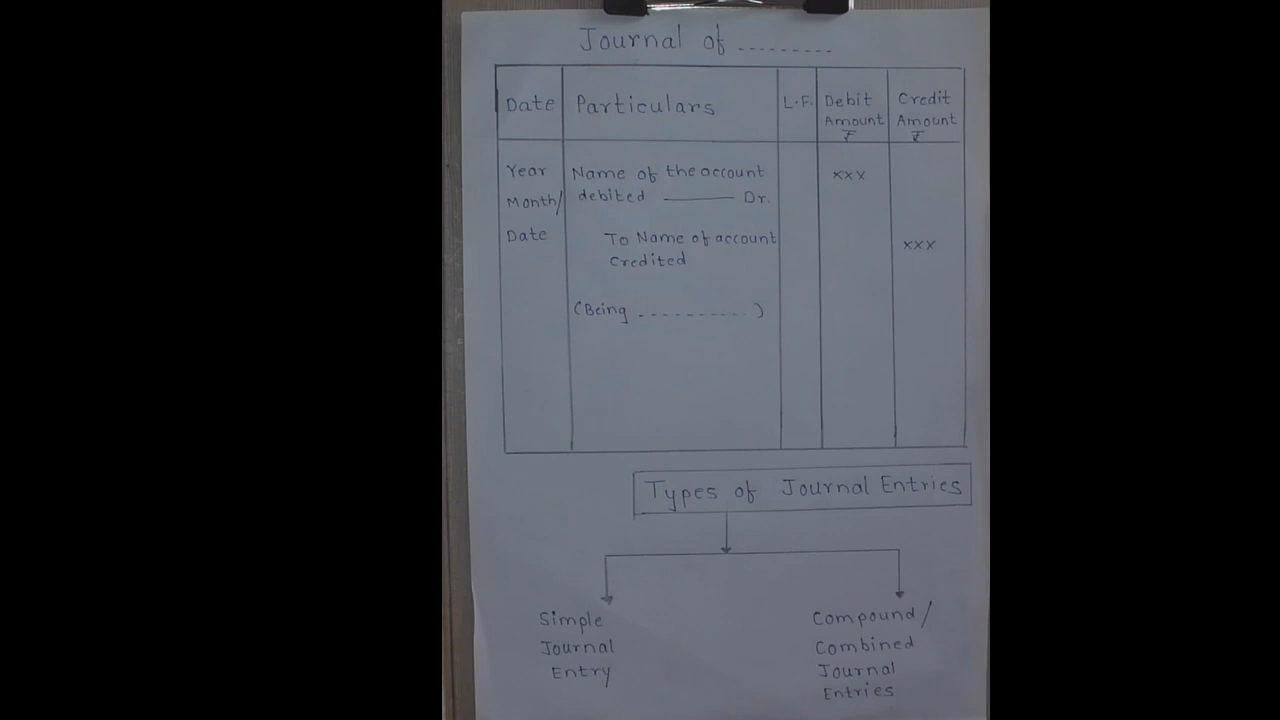 Journal of .........
Date Particulars L.F. Debit Amount ₹ Credit Amount ₹
Year Name of the account xxx
Month/ debited ——— Dr.
Date To Name of account xxx
Credited
(Being ...........)
Types of Journal Entries
Simple Compound/
Journal Combined
Entry Journal
Entries